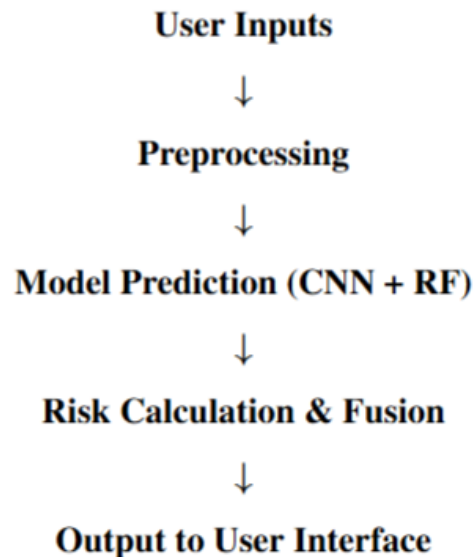 User Inputs
↓
Preprocessing
↓
Model Prediction (CNN + RF)
↓
Risk Calculation & Fusion
↓
Output to User Interface